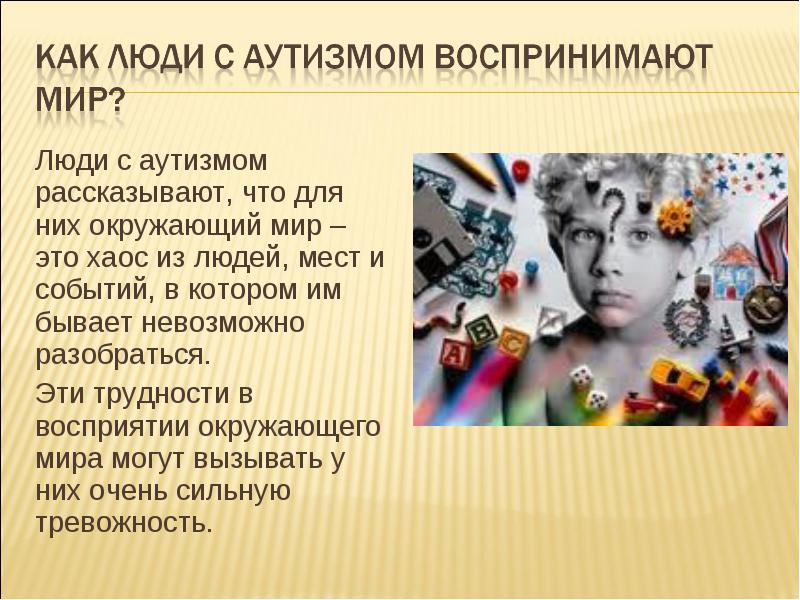 КАК ЛЮДИ С АУТИЗМОМ ВОСПРИНИМАЮТ
МИР?
Люди с аутизмом
рассказывают, что для
них окружающий мир –
это хаос из людей, мест и
событий, в котором им
бывает невозможно
разобраться.
Эти трудности в
восприятии окружающего
мира могут вызывать у
них очень сильную
тревожность.
?
A B C